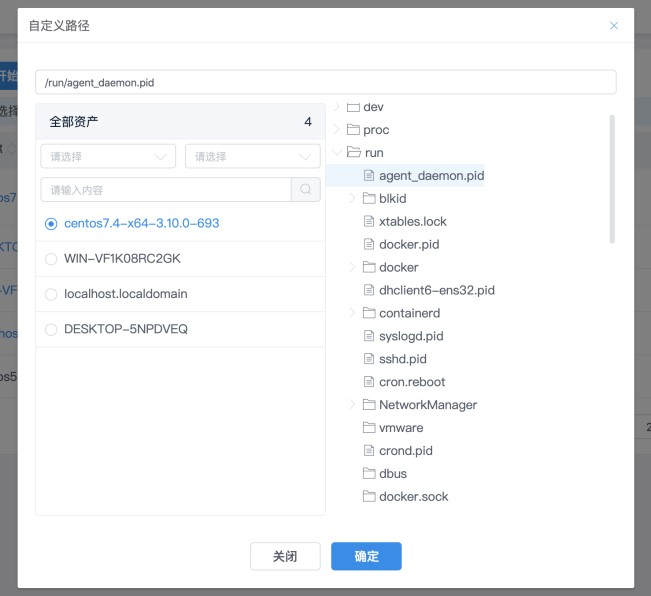 自定义路径
/run/agent_daemon.pid
全部资产 4
请选择 请选择
请输入内容
centos7.4-x64-3.10.0-693
WIN-VF1K08RC2GK
localhost.localdomain
DESKTOP-5NPDVEQ
dev
proc
run
agent_daemon.pid
blkid
xtables.lock
docker.pid
docker
dhclient6-ens32.pid
containerd
syslogd.pid
sshd.pid
cron.reboot
NetworkManager
vmware
crond.pid
dbus
docker.sock
关闭 确定